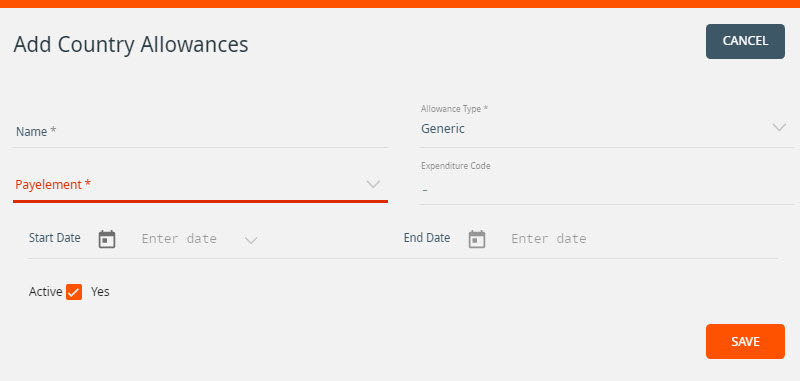 Add Country Allowances
CANCEL
Name *
Allowance Type *
Generic
Payelement *
Expenditure Code
-
Start Date Enter date
End Date Enter date
Active Yes
SAVE